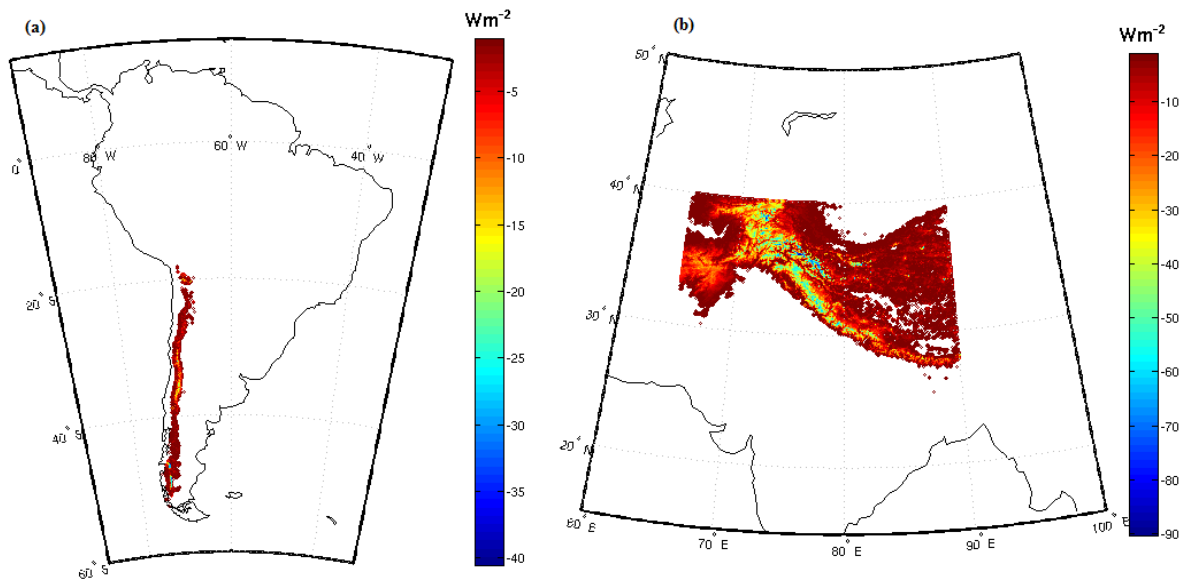 (a)
Wm⁻²
-5
-10
-15
-20
-25
-30
-35
-40
80° W
60° W
40° W
0°
20° S
40° S
60° S
(b)
Wm⁻²
-10
-20
-30
-40
-50
-60
-70
-80
-90
50° N
40° N
30° N
20° N
60° E
70° E
80° E
90° E
100° E